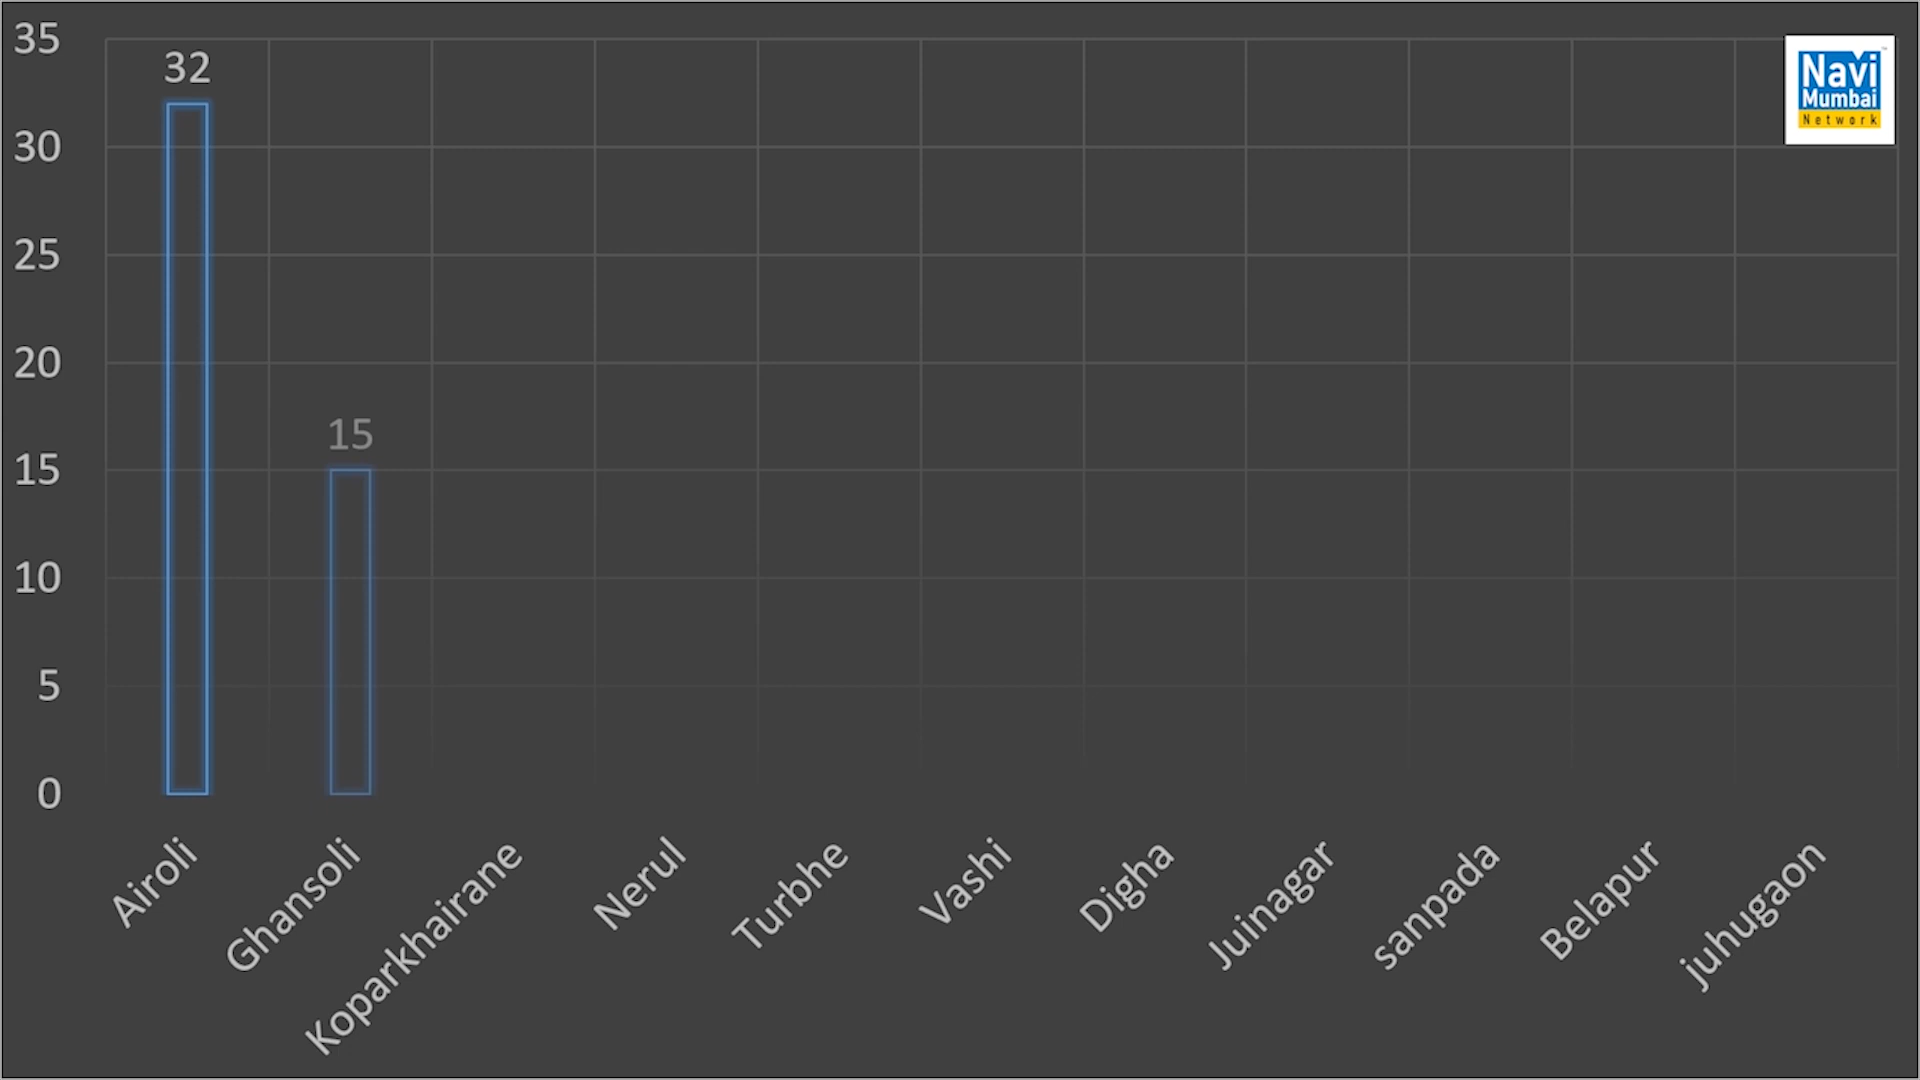 35
32
30
25
20
15
15
10
5
0
Airoli
Ghansoli
Koparkhairane
Nerul
Turbhe
Vashi
Digha
Juinagar
sanpada
Belapur
juhugaon
Navi
Mumbai
Network